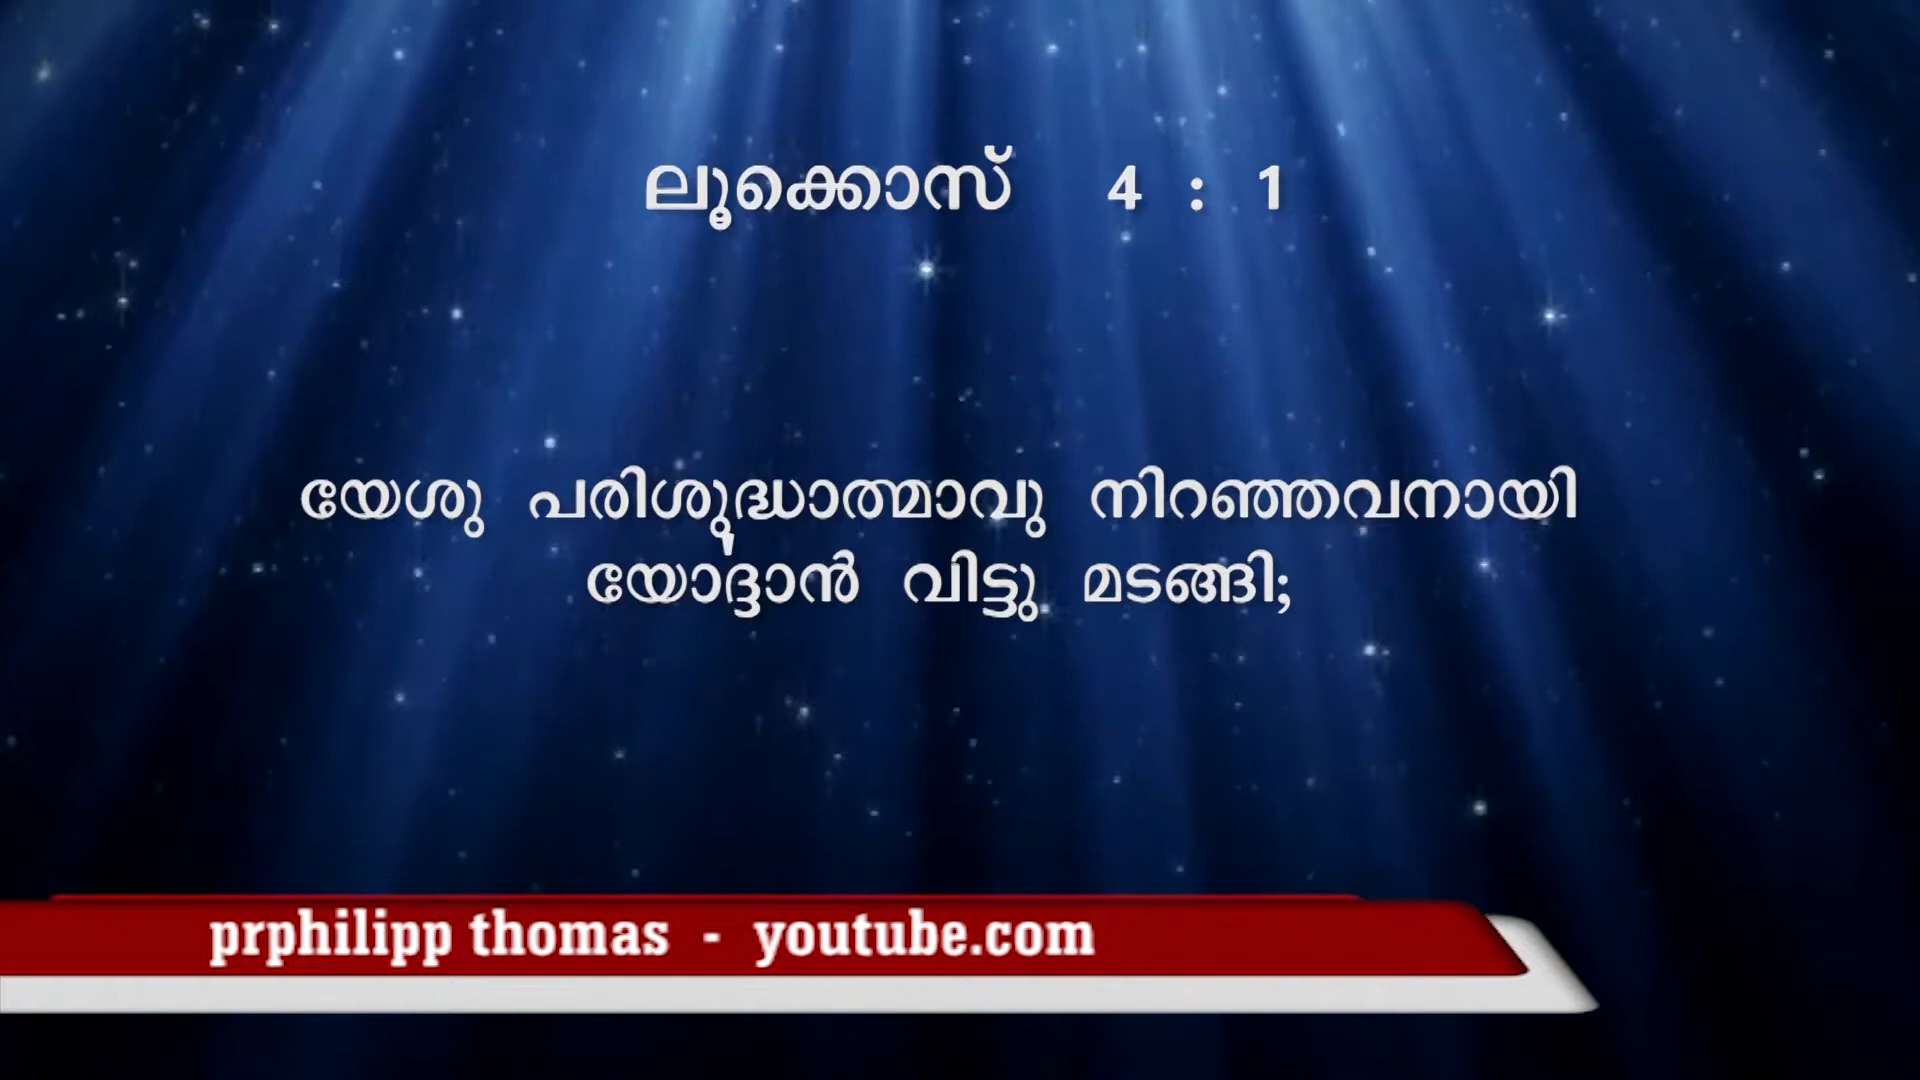 ലൂക്കൊസ് 4 : 1
യേശു പരിശുദ്ധാത്മാവു നിറഞ്ഞവനായി
യോർദ്ദാൻ വിട്ടു മടങ്ങി;
prphilipp thomas - youtube.com